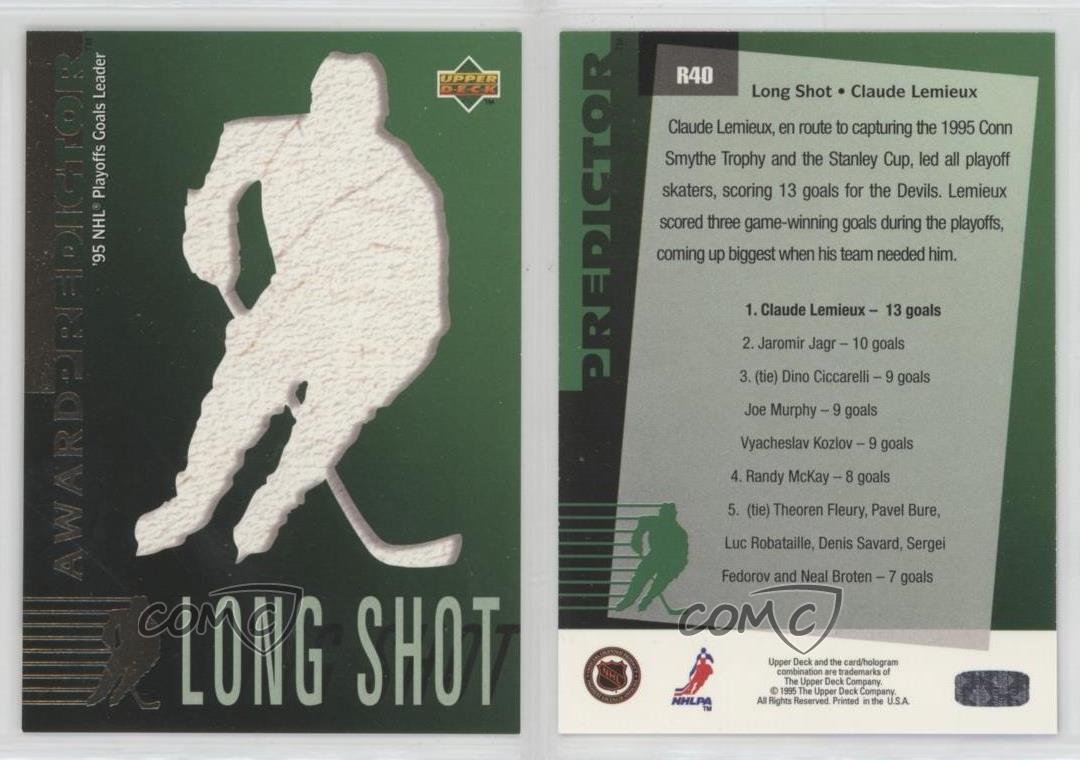 AWARD PREDICTOR™
'95 NHL® Playoffs Goals Leader
UPPER
DECK
™
LONG SHOT
COMC
PREDICTOR™
R40
Long Shot • Claude Lemieux
Claude Lemieux, en route to capturing the 1995 Conn
Smythe Trophy and the Stanley Cup, led all playoff
skaters, scoring 13 goals for the Devils. Lemieux
scored three game-winning goals during the playoffs,
coming up biggest when his team needed him.
1. Claude Lemieux – 13 goals
2. Jaromir Jagr – 10 goals
3. (tie) Dino Ciccarelli – 9 goals
Joe Murphy – 9 goals
Vyacheslav Kozlov – 9 goals
4. Randy McKay – 8 goals
5. (tie) Theoren Fleury, Pavel Bure,
Luc Robataille, Denis Savard, Sergei
Fedorov and Neal Broten – 7 goals
COMC
NHL
NHLPA
™
Upper Deck and the card/hologram
combination are trademarks of
The Upper Deck Company.
© 1995 The Upper Deck Company.
All Rights Reserved. Printed in the U.S.A.